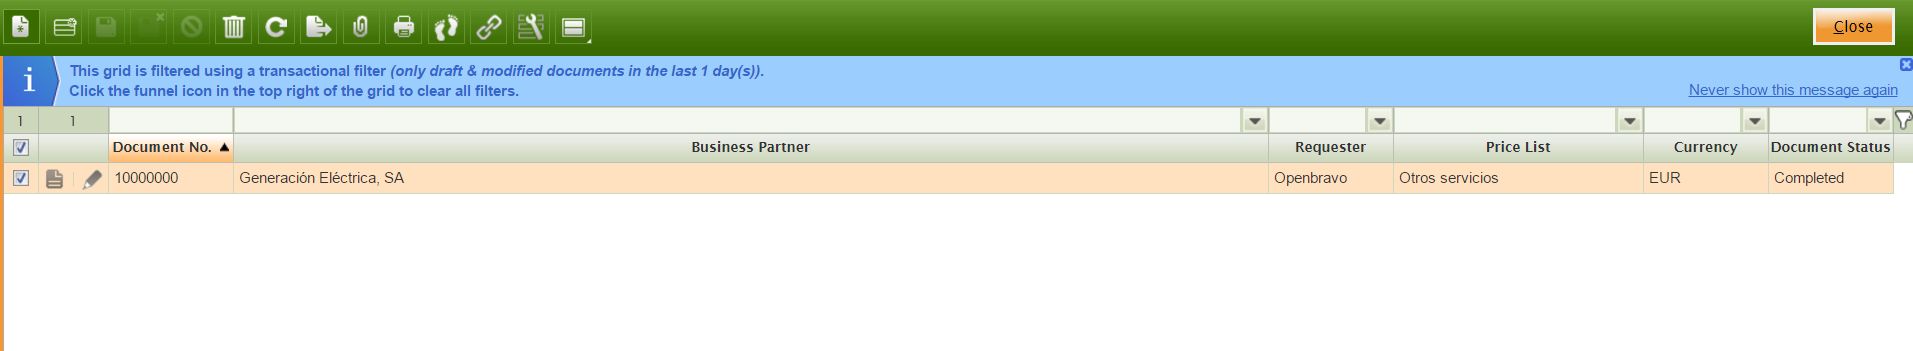 Close
i
This grid is filtered using a transactional filter (only draft & modified documents in the last 1 day(s)).
Click the funnel icon in the top right of the grid to clear all filters.
Never show this message again
1 1
Document No. Business Partner Requester Price List Currency Document Status
10000000 Generación Eléctrica, SA Openbravo Otros servicios EUR Completed